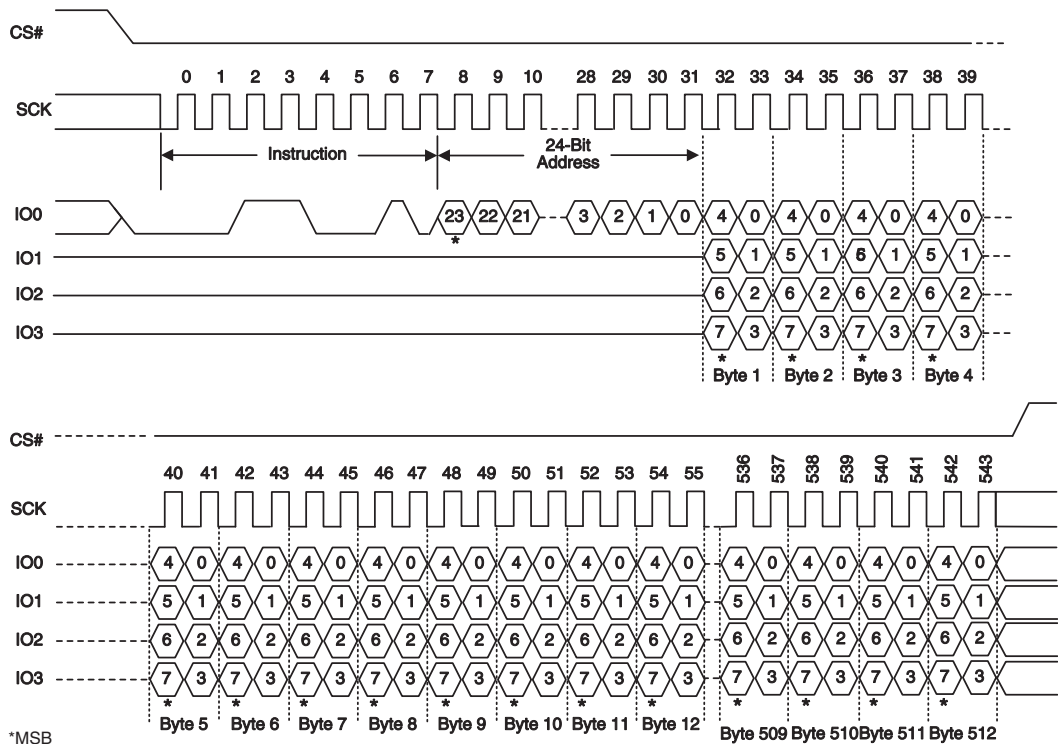 CS#
0 1 2 3 4 5 6 7 8 9 10 28 29 30 31 32 33 34 35 36 37 38 39
SCK
Instruction
24-Bit
Address
IO0 23 22 21 3 2 1 0 4 0 4 0 4 0 4 0
*
IO1 5 1 5 1 6 1 5 1
IO2 6 2 6 2 6 2 6 2
IO3 7 3 7 3 7 3 7 3
* * * *
Byte 1 Byte 2 Byte 3 Byte 4
CS#
40 41 42 43 44 45 46 47 48 49 50 51 52 53 54 55 536 537 538 539 540 541 542 543
SCK
IO0 4 0 4 0 4 0 4 0 4 0 4 0 4 0 4 0 4 0 4 0 4 0 4 0
IO1 5 1 5 1 5 1 5 1 5 1 5 1 5 1 5 1 5 1 5 1 5 1 5 1
IO2 6 2 6 2 6 2 6 2 6 2 6 2 6 2 6 2 6 2 6 2 6 2 6 2
IO3 7 3 7 3 7 3 7 3 7 3 7 3 7 3 7 3 7 3 7 3 7 3 7 3
* * * * * * * * * * * *
Byte 5 Byte 6 Byte 7 Byte 8 Byte 9 Byte 10 Byte 11 Byte 12 Byte 509 Byte 510 Byte 511 Byte 512
*MSB